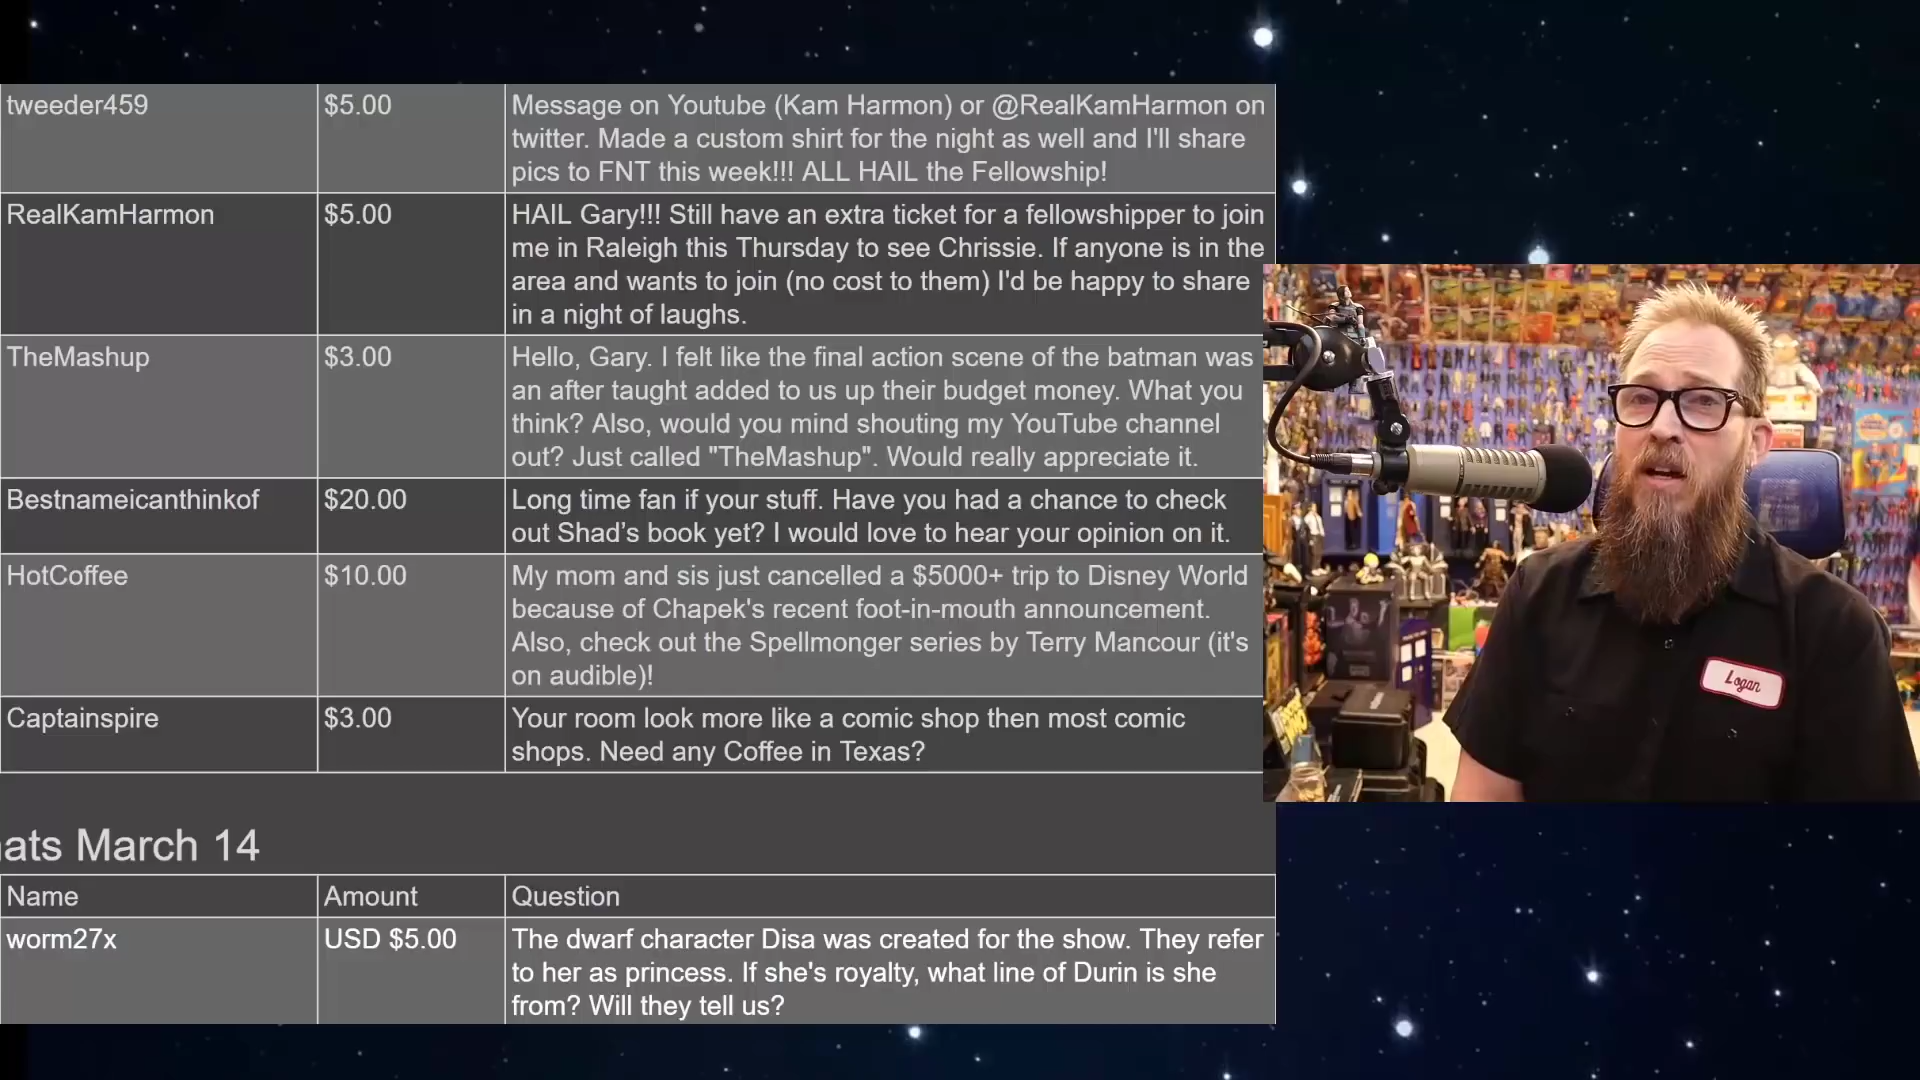 tweeder459
$5.00
Message on Youtube (Kam Harmon) or @RealKamHarmon on
twitter. Made a custom shirt for the night as well and I'll share
pics to FNT this week!!! ALL HAIL the Fellowship!
RealKamHarmon
$5.00
HAIL Gary!!! Still have an extra ticket for a fellowshipper to join
me in Raleigh this Thursday to see Chrissie. If anyone is in the
area and wants to join (no cost to them) I'd be happy to share
in a night of laughs.
TheMashup
$3.00
Hello, Gary. I felt like the final action scene of the batman was
an after taught added to us up their budget money. What you
think? Also, would you mind shouting my YouTube channel
out? Just called "TheMashup". Would really appreciate it.
Bestnameicanthinkof
$20.00
Long time fan if your stuff. Have you had a chance to check
out Shad’s book yet? I would love to hear your opinion on it.
HotCoffee
$10.00
My mom and sis just cancelled a $5000+ trip to Disney World
because of Chapek's recent foot-in-mouth announcement.
Also, check out the Spellmonger series by Terry Mancour (it's
on audible)!
Captainspire
$3.00
Your room look more like a comic shop then most comic
shops. Need any Coffee in Texas?
ats March 14
Name
Amount
Question
worm27x
USD $5.00
The dwarf character Disa was created for the show. They refer
to her as princess. If she's royalty, what line of Durin is she
from? Will they tell us?
Logan